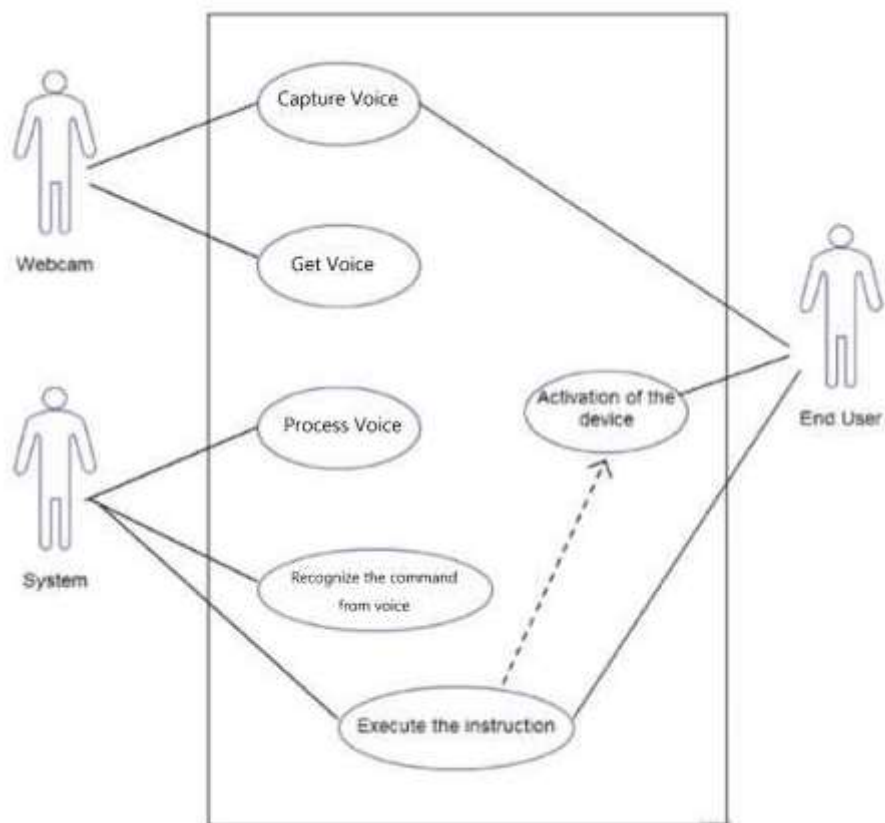 Capture Voice
Webcam
Get Voice
Activation of the
device
End User
Process Voice
System
Recognize the command
from voice
Execute the instruction